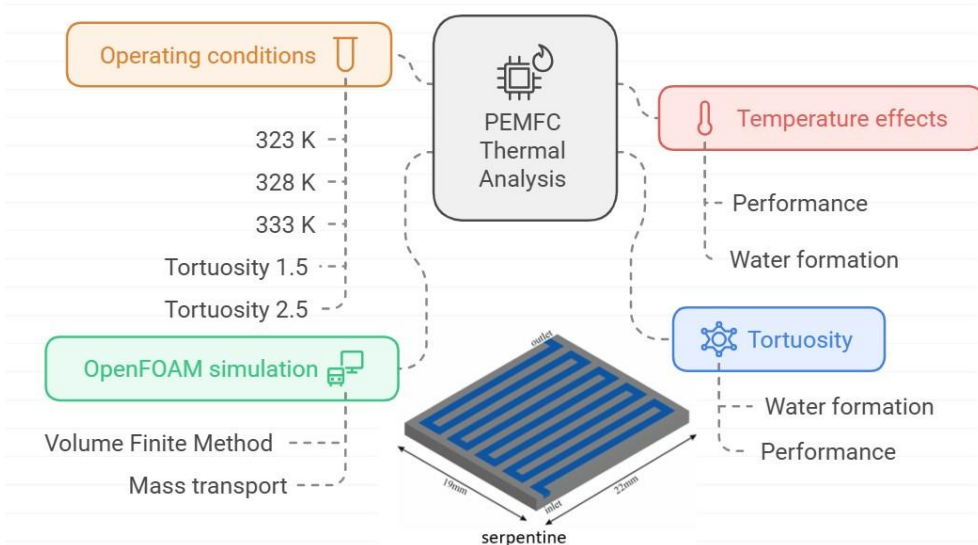 Operating conditions
323 K
328 K
333 K
Tortuosity 1.5
Tortuosity 2.5
OpenFOAM simulation
Volume Finite Method
Mass transport
PEMFC
Thermal
Analysis
Temperature effects
Performance
Water formation
Tortuosity
Water formation
Performance
outlet
19mm
22mm
inlet
serpentine